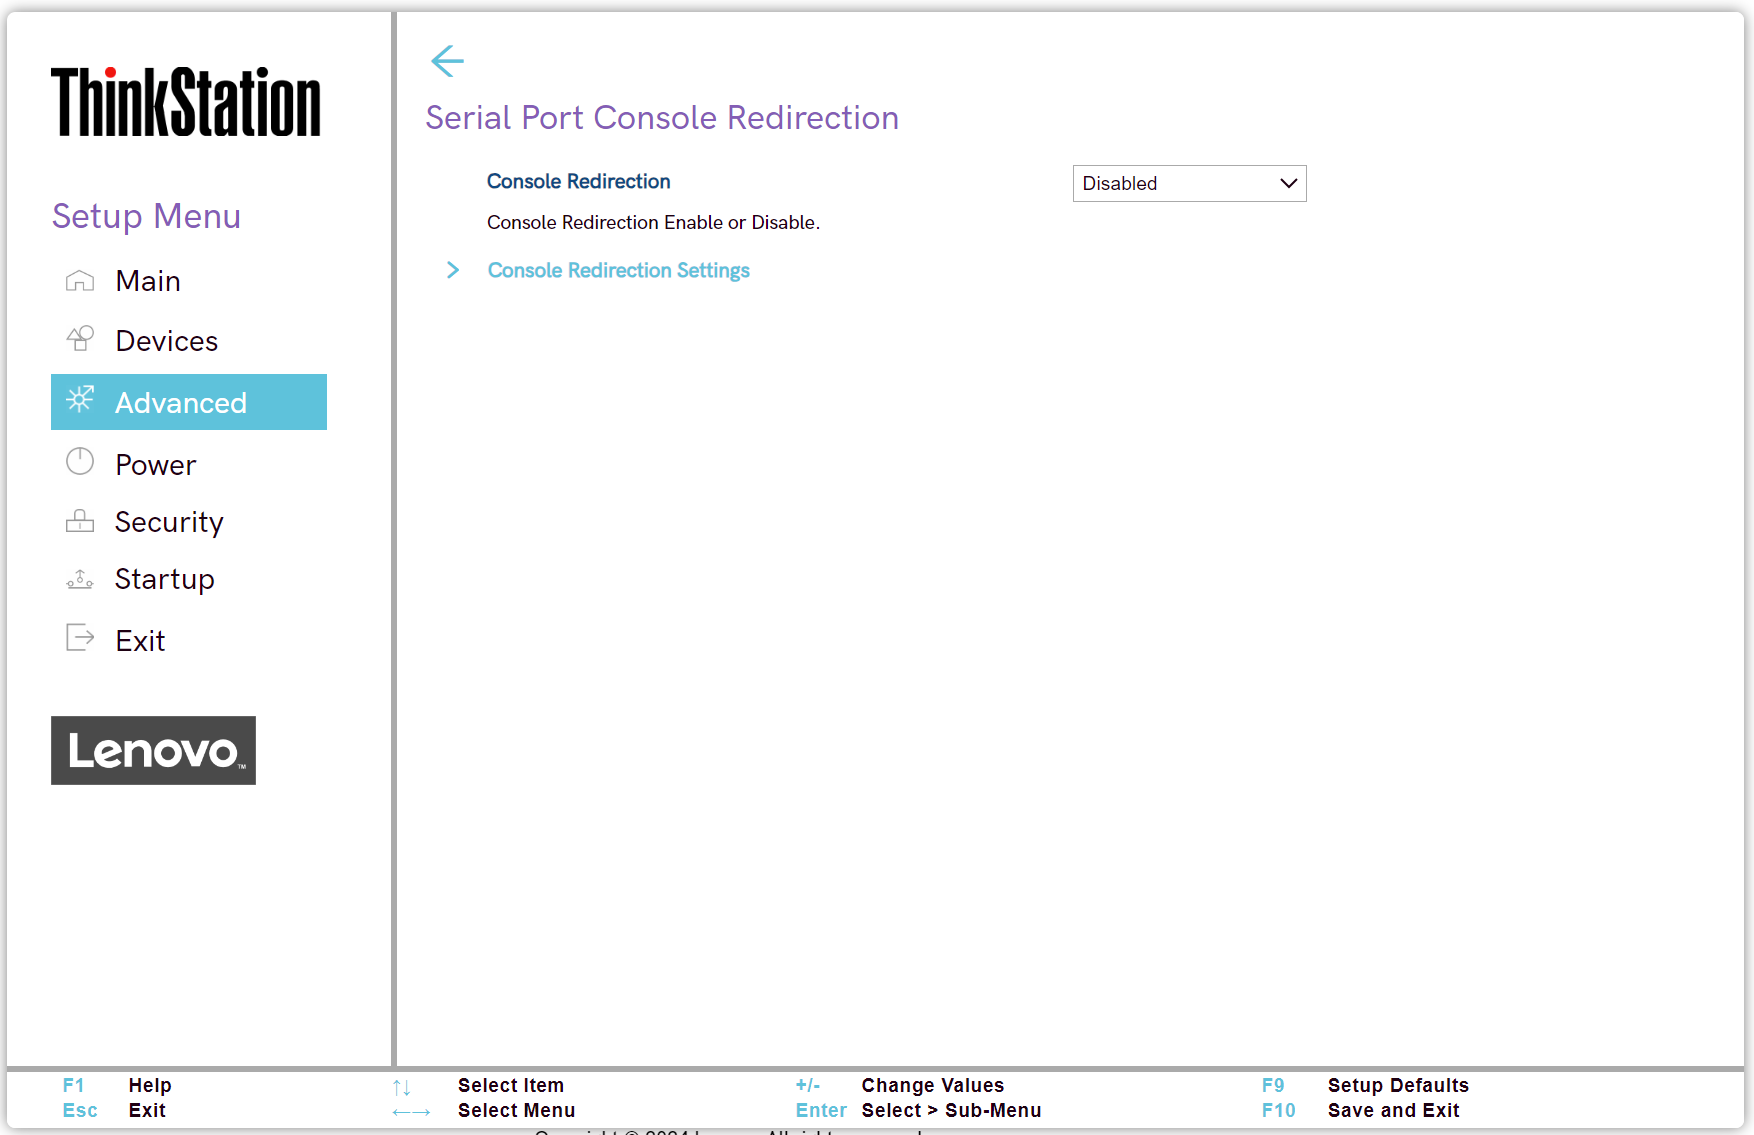 ThinkStation
Setup Menu
Main
Devices
Advanced
Power
Security
Startup
Exit
Lenovo™
Serial Port Console Redirection
Console Redirection
Disabled
Console Redirection Enable or Disable.
Console Redirection Settings
F1 Help ↑↓ Select Item +/- Change Values F9 Setup Defaults
Esc Exit ←→ Select Menu Enter Select > Sub-Menu F10 Save and Exit